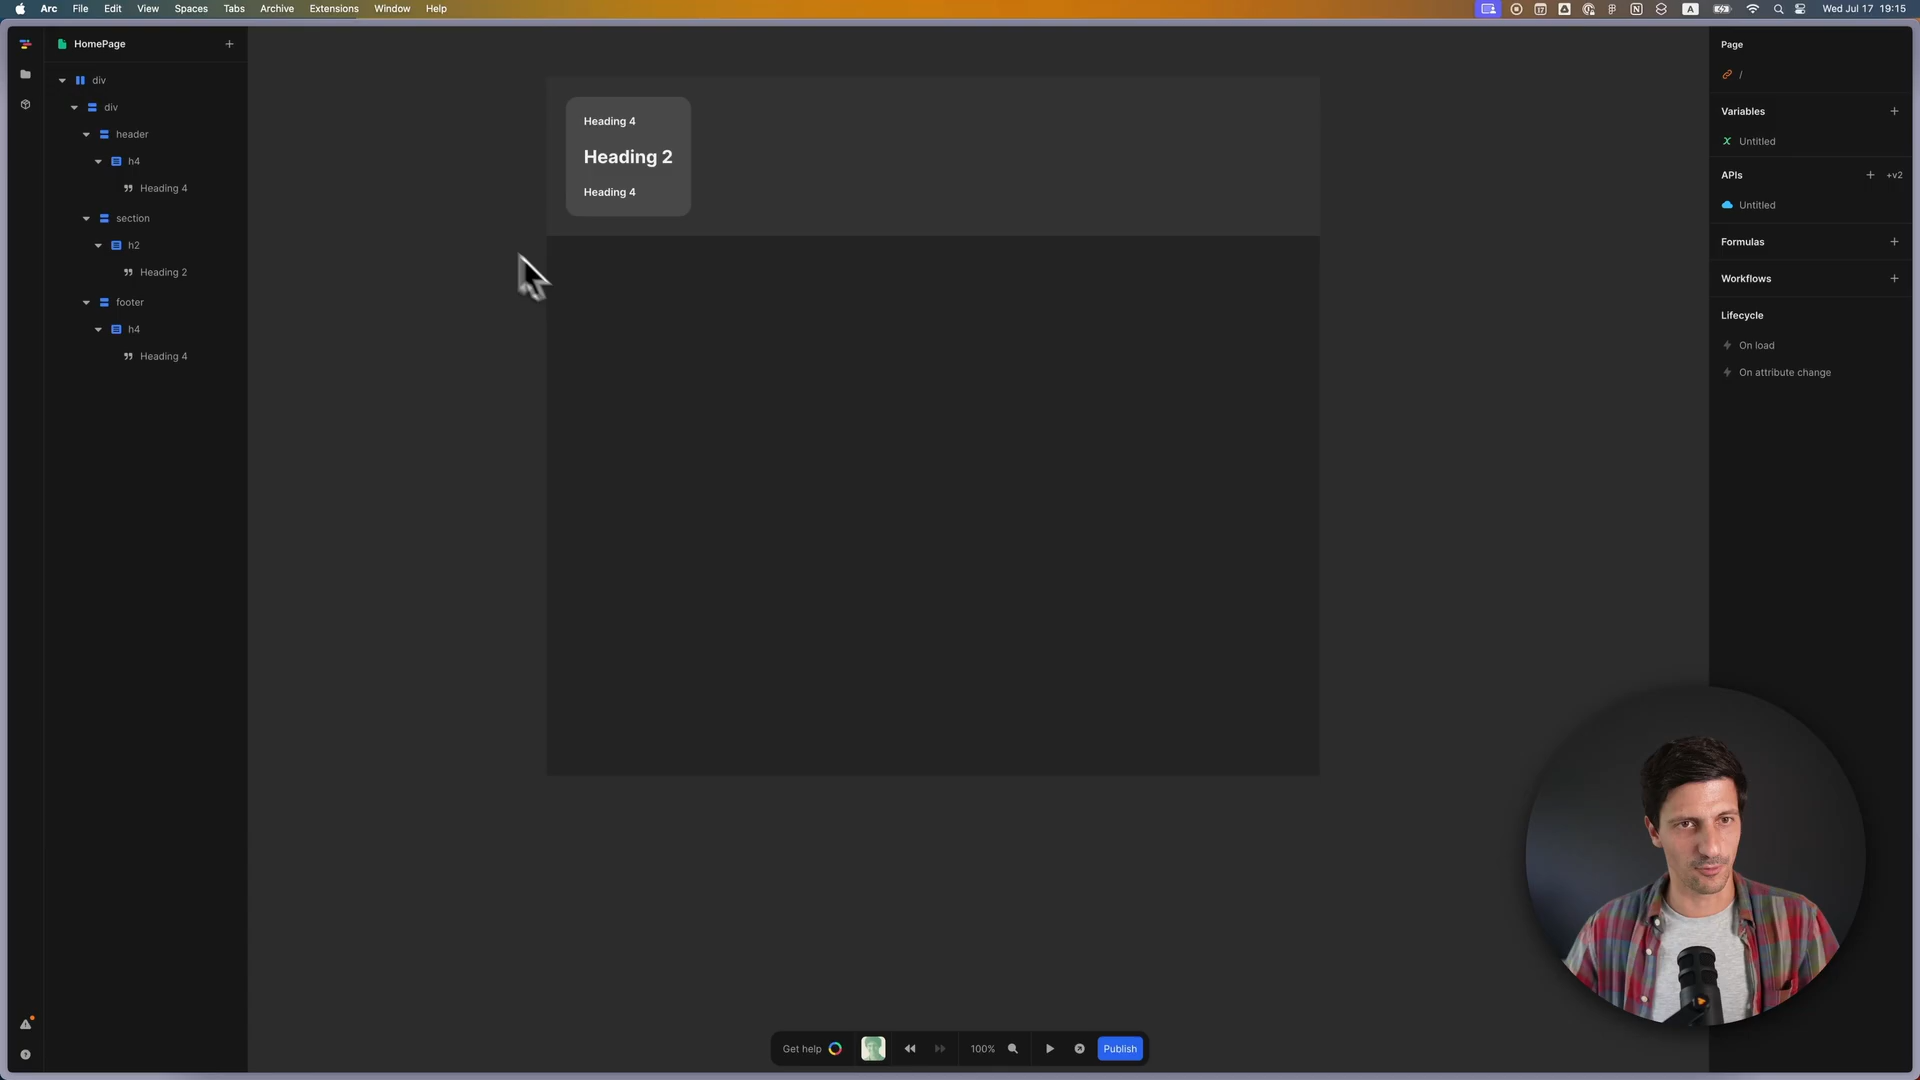 Arc File Edit View Spaces Tabs Archive Extensions Window Help
Wed Jul 17 19:15
HomePage
div
div
header
h4
Heading 4
section
h2
Heading 2
footer
h4
Heading 4
Heading 4
Heading 2
Heading 4
Page
/
Variables
Untitled
APIs
+v2
Untitled
Formulas
Workflows
Lifecycle
On load
On attribute change
Get help
100%
Publish